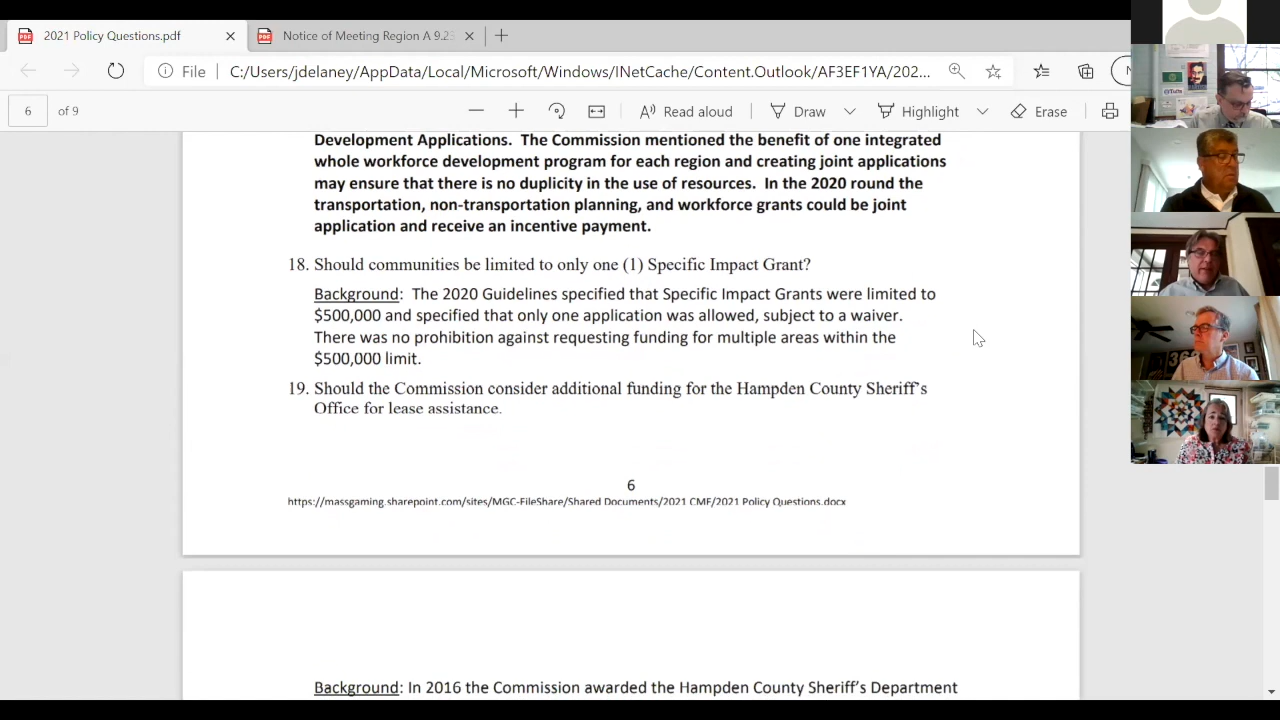 2021 Policy Questions.pdf
Notice of Meeting Region A 9.2
File
C:/Users/jdelaney/AppData/Local/Microsoft/Windows/INetCache/Content.Outlook/AF3EF1YA/202...
6
of 9
Read aloud
Draw
Highlight
Erase
Development Applications. The Commission mentioned the benefit of one integrated
whole workforce development program for each region and creating joint applications
may ensure that there is no duplicity in the use of resources. In the 2020 round the
transportation, non-transportation planning, and workforce grants could be joint
application and receive an incentive payment.
18. Should communities be limited to only one (1) Specific Impact Grant?
Background: The 2020 Guidelines specified that Specific Impact Grants were limited to
$500,000 and specified that only one application was allowed, subject to a waiver.
There was no prohibition against requesting funding for multiple areas within the
$500,000 limit.
19. Should the Commission consider additional funding for the Hampden County Sheriff's
Office for lease assistance.
6
https://massgaming.sharepoint.com/sites/MGC-FileShare/Shared Documents/2021 CMF/2021 Policy Questions.docx
Background: In 2016 the Commission awarded the Hampden County Sheriff's Department